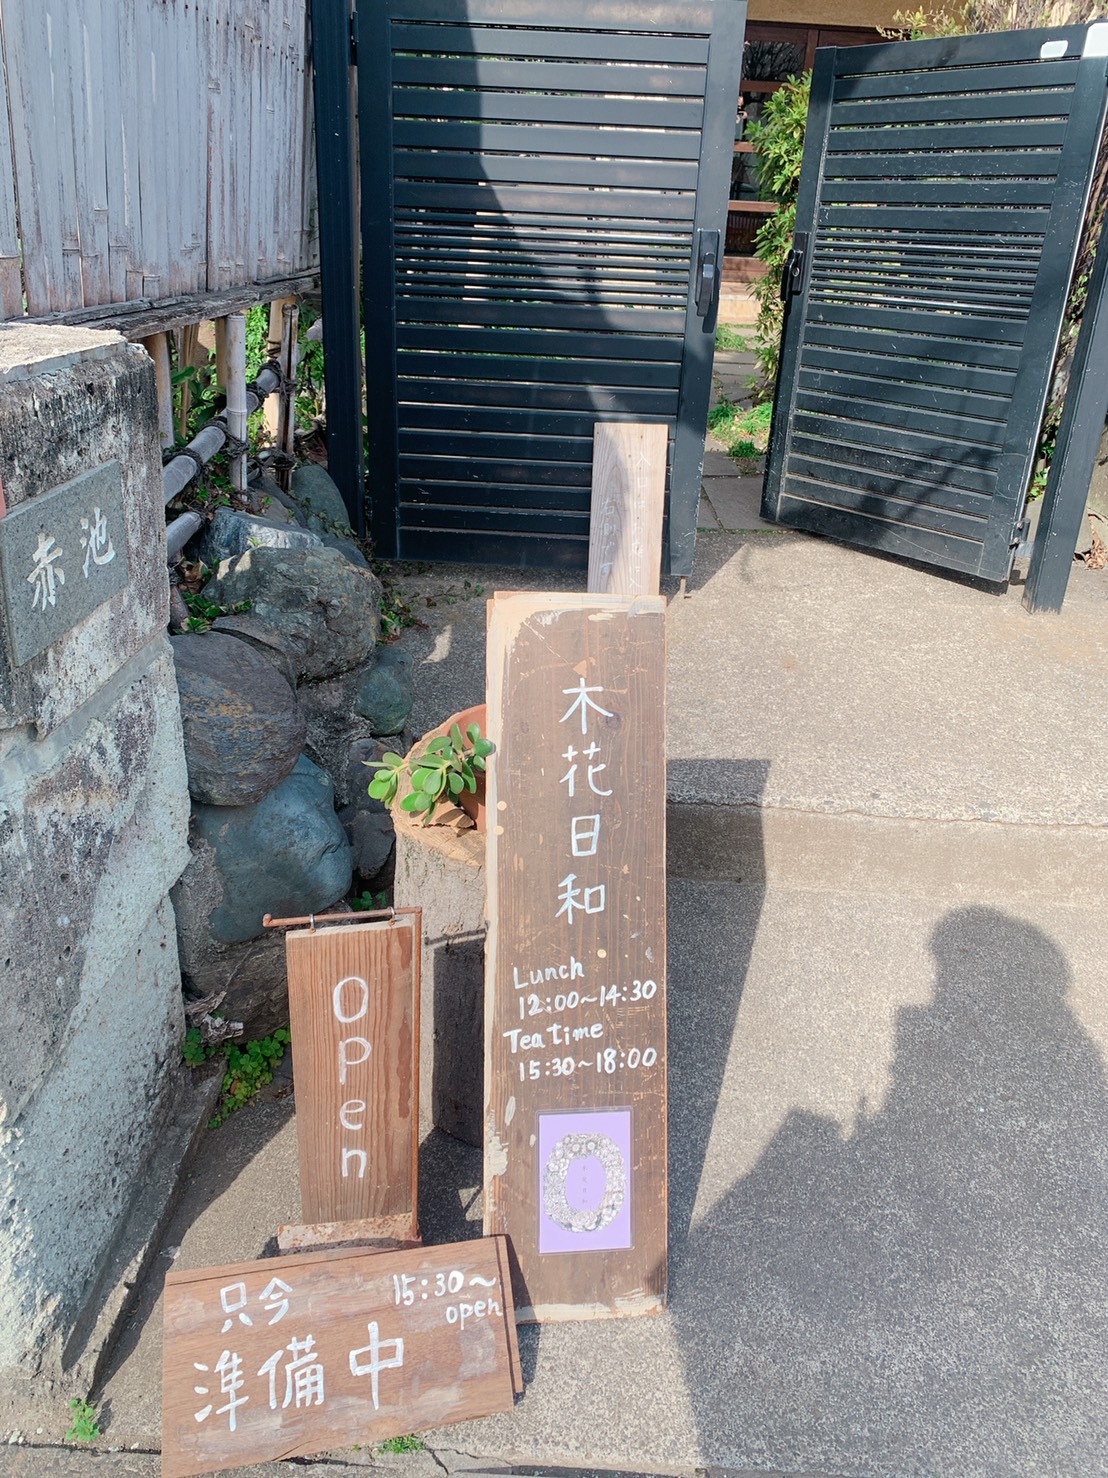 赤池
木花日和
Lunch
12:00~14:30
Tea time
15:30~18:00
Open
只今
準備中
15:30~
open